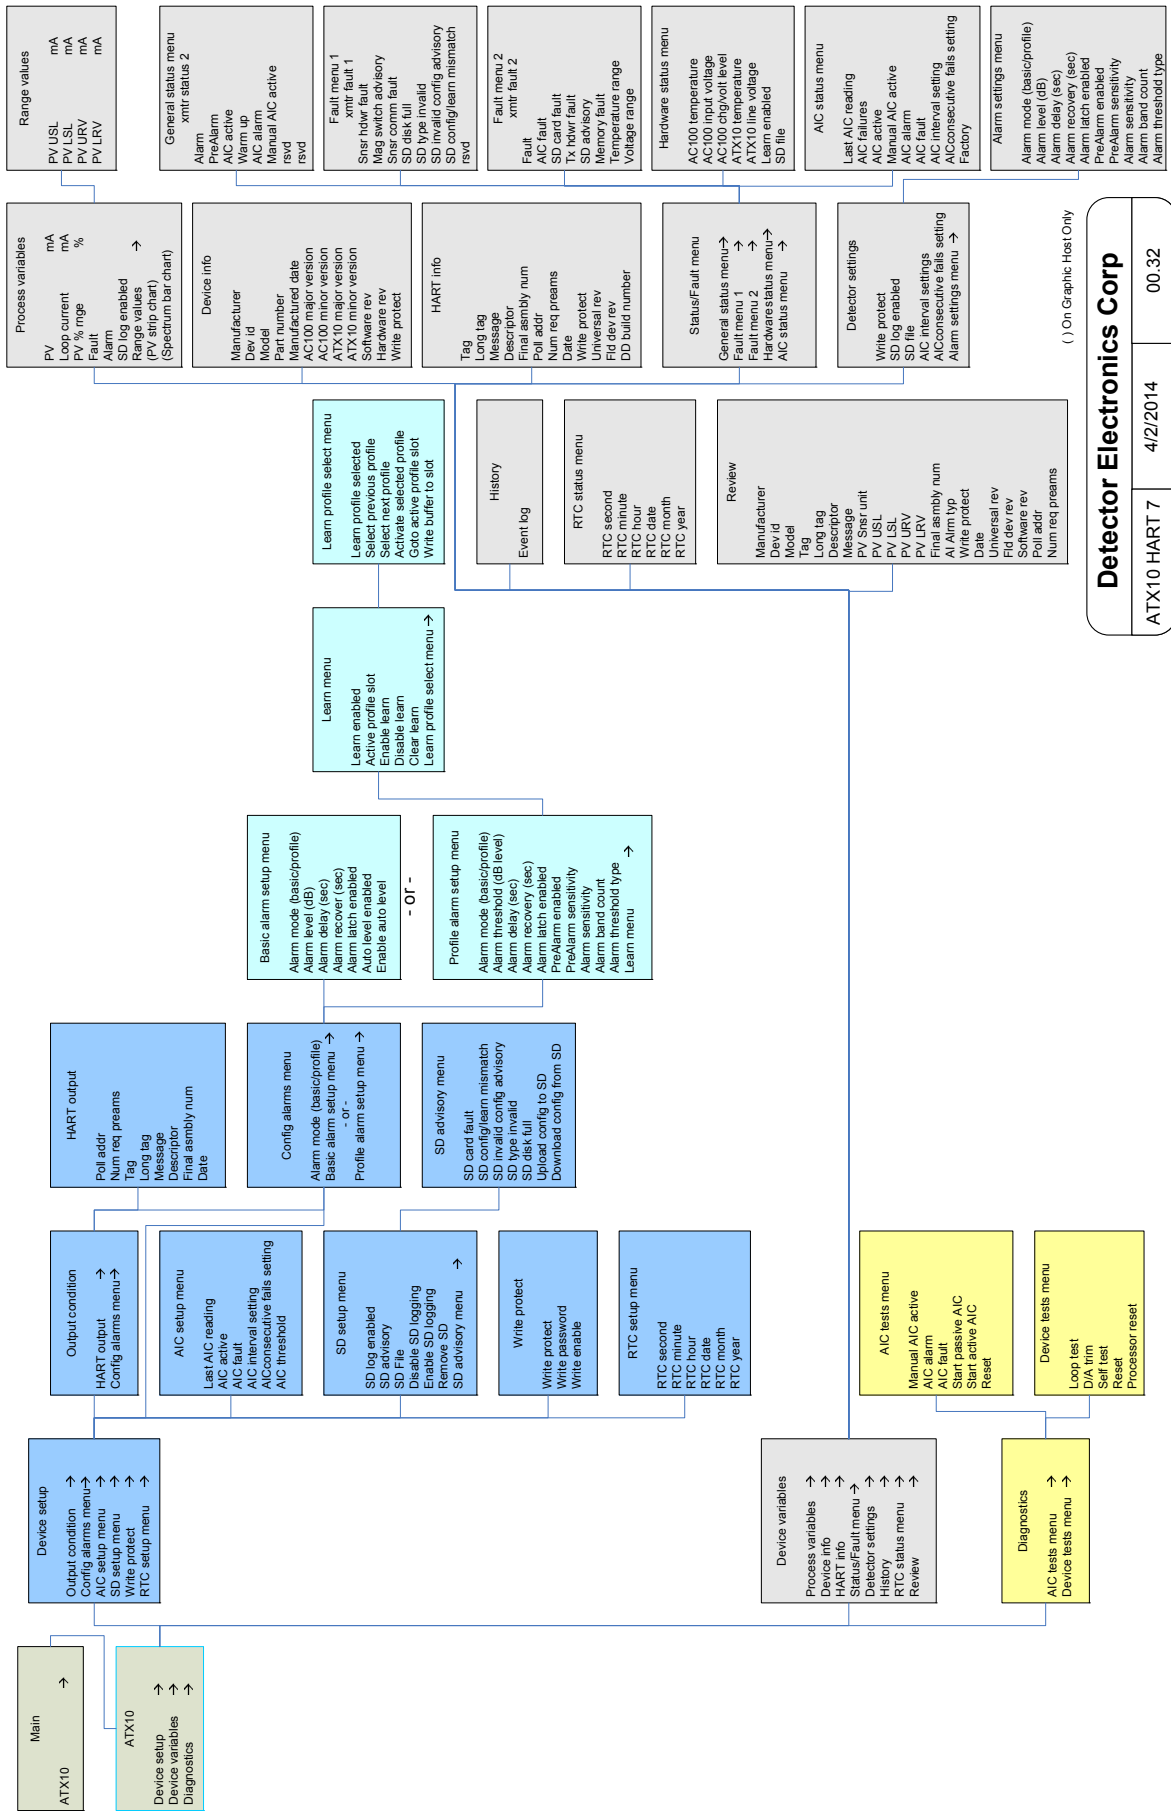 Main
ATX10 →
ATX10
Device setup →
Device variables →
Diagnostics →
Device setup
Output condition →
Config alarms menu→
AIC setup menu →
SD setup menu →
Write protect →
RTC setup menu →
Output condition
HART output →
Config alarms menu→
HART output
Poll addr
Num req preams
Tag
Long tag
Message
Descriptor
Final asmbly num
Date
AIC setup menu
Last AIC reading
AIC active
AIC fault
AIC interval setting
AICconsecutive fails setting
AIC threshold
Config alarms menu
Alarm mode (basic/profile)
Basic alarm setup menu →
- or -
Profile alarm setup menu →
Basic alarm setup menu
Alarm mode (basic/profile)
Alarm level (dB)
Alarm delay (sec)
Alarm recover (sec)
Alarm latch enabled
Auto level enabled
Enable auto level
- or -
Profile alarm setup menu
Alarm mode (basic/profile)
Alarm threshold (dB level)
Alarm delay (sec)
Alarm recovery (sec)
Alarm latch enabled
PreAlarm enabled
PreAlarm sensitivity
Alarm sensitivity
Alarm band count
Alarm threshold type
Learn menu →
Learn menu
Learn enabled
Active profile slot
Enable learn
Disable learn
Clear learn
Learn profile select menu →
Learn profile select menu
Learn profile selected
Select previous profile
Select next profile
Activate selected profile
Goto active profile slot
Write buffer to slot
SD setup menu
SD log enabled
SD advisory
SD File
Disable SD logging
Enable SD logging
Remove SD
SD advisory menu →
SD advisory menu
SD card fault
SD config/learn mismatch
SD invalid config advisory
SD type invalid
SD disk full
Upload config to SD
Download config from SD
Write protect
Write protect
Write password
Write enable
RTC setup menu
RTC second
RTC minute
RTC hour
RTC date
RTC month
RTC year
Device variables
Process variables →
Device info →
HART info →
Status/Fault menu →
Detector settings →
History →
RTC status menu →
Review →
Process variables
PV mA
Loop current mA
PV % rnge %
Fault
Alarm
SD log enabled
Range values →
(PV strip chart)
(Spectrum bar chart)
Range values
PV USL mA
PV LSL mA
PV URV mA
PV LRV mA
Device info
Manufacturer
Dev id
Model
Part number
Manufactured date
AC100 major version
AC100 minor version
ATX10 major version
ATX10 minor version
Software rev
Hardware rev
Write protect
HART info
Tag
Long tag
Message
Descriptor
Final asmbly num
Poll addr
Num req preams
Date
Write protect
Universal rev
Fld dev rev
DD build number
Status/Fault menu
General status menu→
Fault menu 1 →
Fault menu 2 →
Hardware status menu→
AIC status menu →
General status menu
xmtr status 2
Alarm
PreAlarm
AIC active
Warm up
AIC alarm
Manual AIC active
rsvd
rsvd
Fault menu 1
xmtr fault 1
Snsr hdwr fault
Mag switch advisory
Snsr comm fault
SD disk full
SD type invalid
SD invalid config advisory
SD config/learn mismatch
rsvd
Fault menu 2
xmtr fault 2
Fault
AIC fault
SD card fault
Tx hdwr fault
SD advisory
Memory fault
Temperature range
Voltage range
Hardware status menu
AC100 temperature
AC100 input voltage
AC100 chg/volt level
ATX10 temperature
ATX10 line voltage
Learn enabled
SD file
AIC status menu
Last AIC reading
AIC failures
AIC active
Manual AIC active
AIC alarm
AIC fault
AIC interval setting
AICconsecutive fails setting
Factory
Detector settings
Write protect
SD log enabled
SD file
AIC interval settings
AICconsecutive fails setting
Alarm settings menu →
Alarm settings menu
Alarm mode (basic/profile)
Alarm level (dB)
Alarm delay (sec)
Alarm recovery (sec)
Alarm latch enabled
PreAlarm enabled
PreAlarm sensitivity
Alarm sensitivity
Alarm band count
Alarm threshold type
History
Event log
RTC status menu
RTC second
RTC minute
RTC hour
RTC date
RTC month
RTC year
Review
Manufacturer
Dev id
Model
Tag
Long tag
Descriptor
Message
PV Snsr unit
PV USL
PV LSL
PV URV
PV LRV
Final asmbly num
AI Alrm typ
Write protect
Date
Universal rev
Fld dev rev
Software rev
Poll addr
Num req preams
Diagnostics
AIC tests menu →
Device tests menu →
AIC tests menu
Manual AIC active
AIC alarm
AIC fault
Start passive AIC
Start active AIC
Reset
Device tests menu
Loop test
D/A trim
Self test
Reset
Processor reset
( ) On Graphic Host Only
Detector Electronics Corp
ATX10 HART 7 4/2/2014 00.32